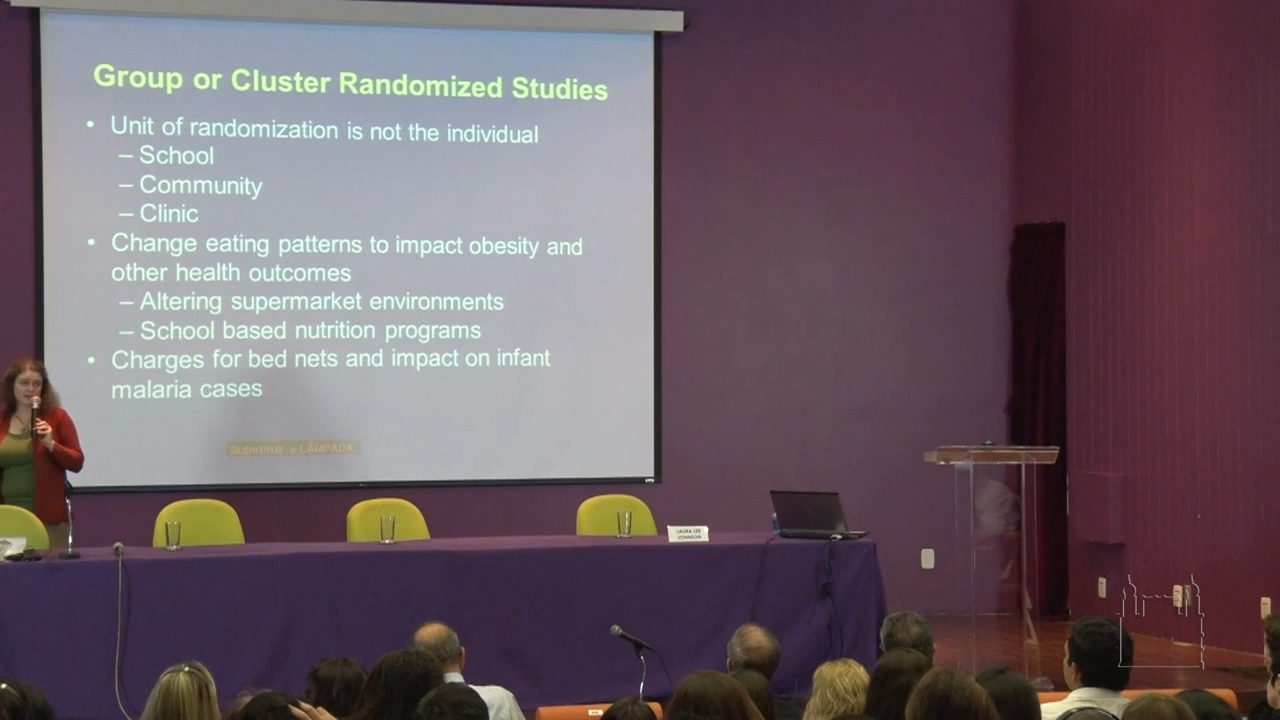 Group or Cluster Randomized Studies
• Unit of randomization is not the individual
– School
– Community
– Clinic
• Change eating patterns to impact obesity and
other health outcomes
– Altering supermarket environments
– School based nutrition programs
• Charges for bed nets and impact on infant
malaria cases
Substituir a LÂMPADA.
LAURA LEE
JOHNSON